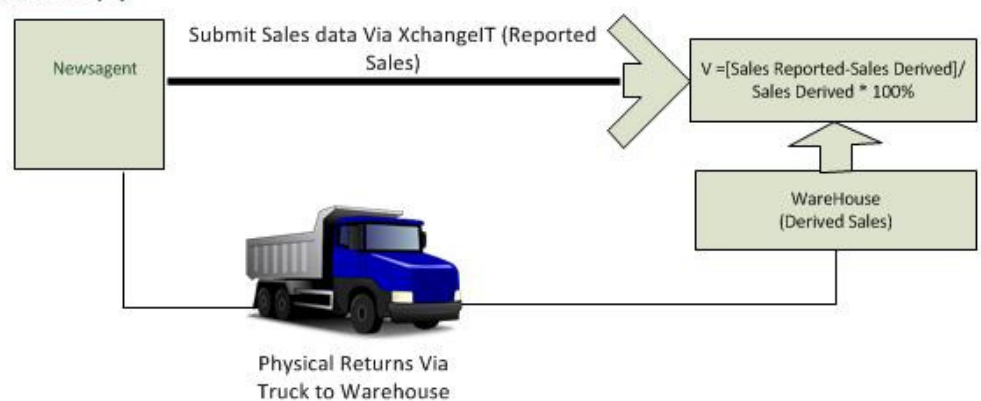 Submit Sales data Via XchangeIT (Reported
Sales)
Newsagent
V =[Sales Reported-Sales Derived]/
Sales Derived * 100%
WareHouse
(Derived Sales)
Physical Returns Via
Truck to Warehouse